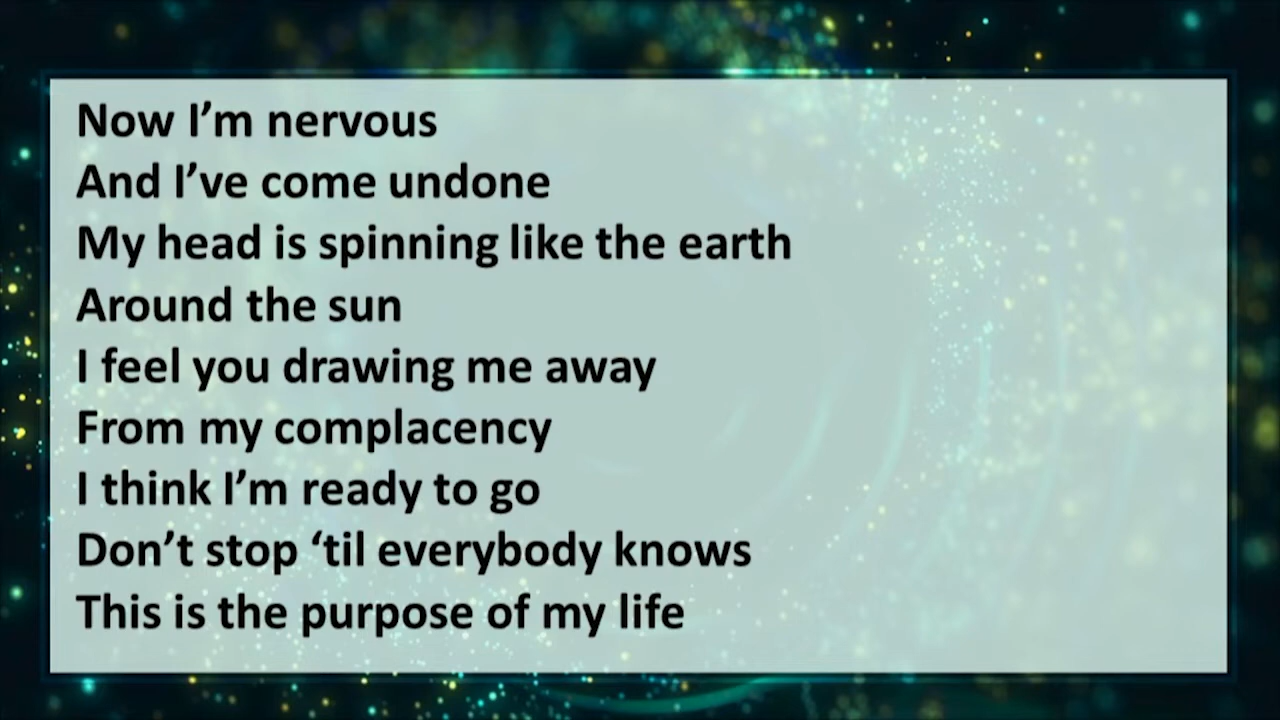 Now I’m nervous
And I’ve come undone
My head is spinning like the earth
Around the sun
I feel you drawing me away
From my complacency
I think I’m ready to go
Don’t stop ‘til everybody knows
This is the purpose of my life